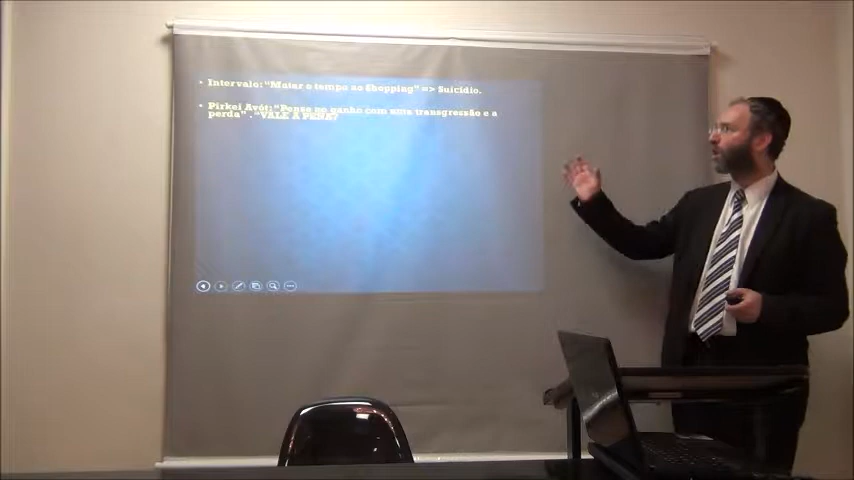 • Intervalo: "Matar o tempo no Shopping" => Suicídio.
• Pirkei Avót: "Pense no ganho com uma transgressão e a
perda". "VALE A PENA?